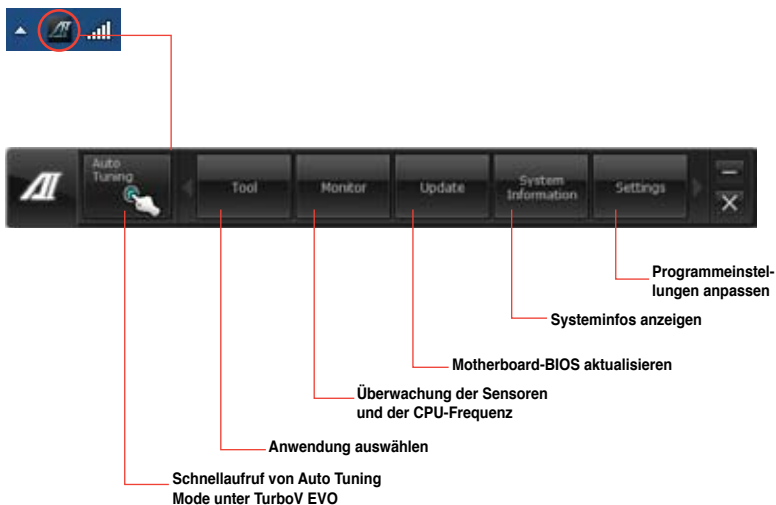 Auto
Tuning
Tool
Monitor
Update
System
Information
Settings
Programmeinstel-
lungen anpassen
Systeminfos anzeigen
Motherboard-BIOS aktualisieren
Überwachung der Sensoren
und der CPU-Frequenz
Anwendung auswählen
Schnellaufruf von Auto Tuning
Mode unter TurboV EVO